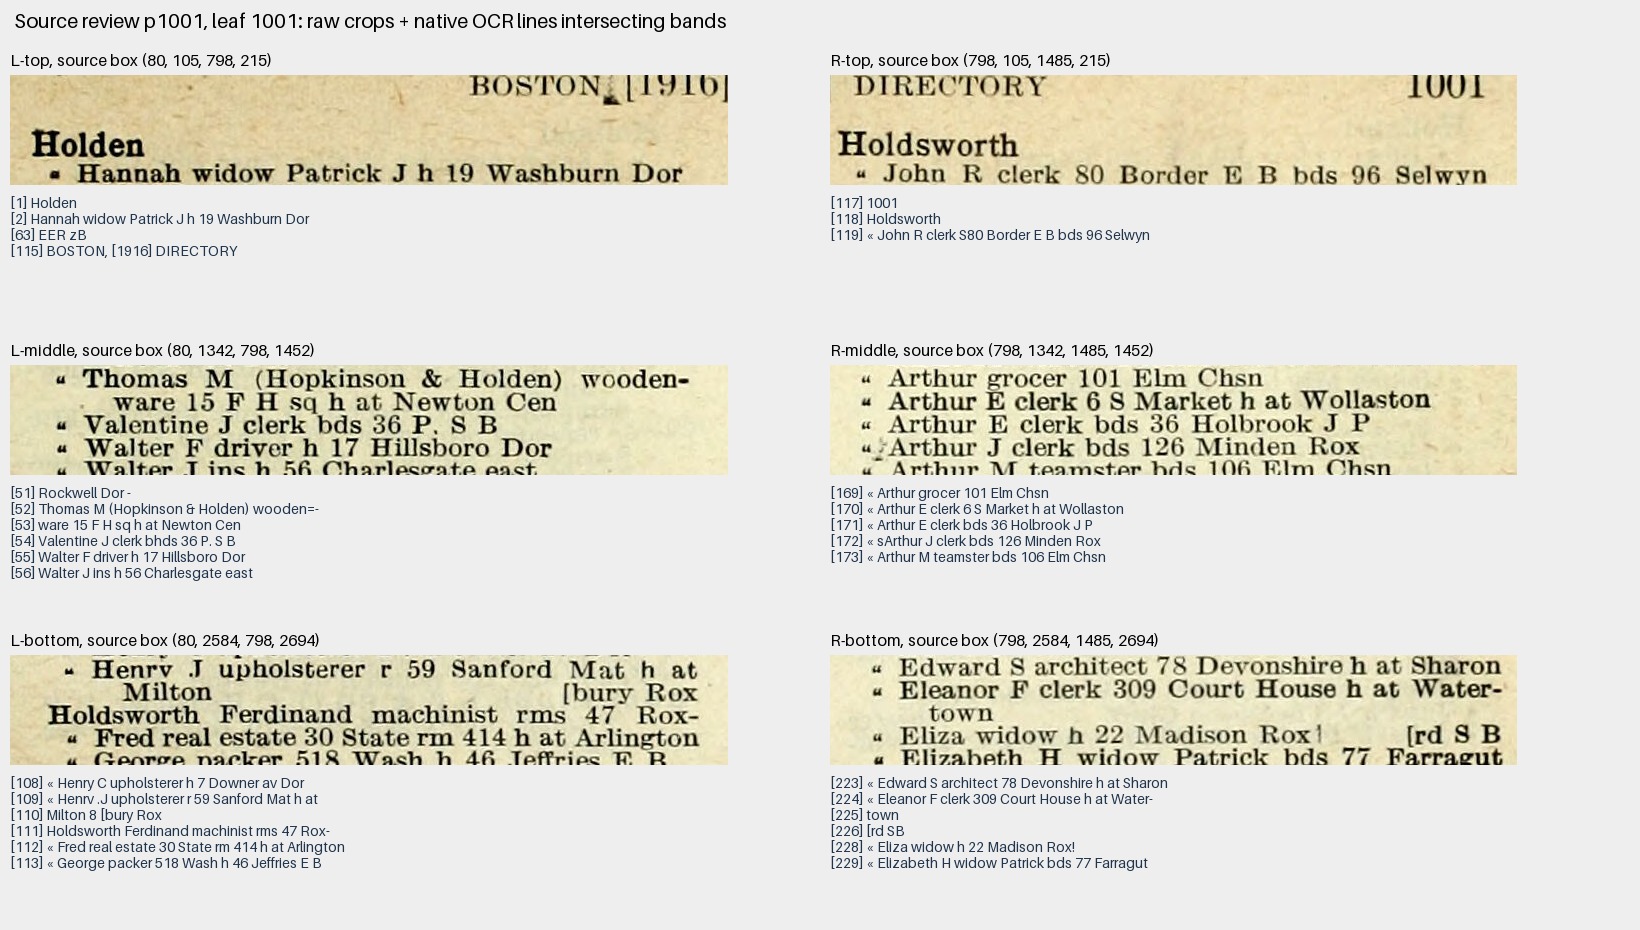 Source review p1001, leaf 1001: raw crops + native OCR lines intersecting bands
L-top, source box (80, 105, 798, 215)
BOSTON [1916]
Holden
" Hannah widow Patrick J h 19 Washburn Dor
[1] Holden
[2] Hannah widow Patrick J h 19 Washburn Dor
[63] EER zB
[115] BOSTON, [1916] DIRECTORY
R-top, source box (798, 105, 1485, 215)
DIRECTORY 1001
Holdsworth
" John R clerk 80 Border E B bds 96 Selwyn
[117] 1001
[118] Holdsworth
[119] « John R clerk S80 Border E B bds 96 Selwyn
L-middle, source box (80, 1342, 798, 1452)
" Thomas M (Hopkinson & Holden) wooden-
ware 15 F H sq h at Newton Cen
" Valentine J clerk bds 36 P. S B
" Walter F driver h 17 Hillsboro Dor
" Walter J ins h 56 Charlesgate east
[51] Rockwell Dor -
[52] Thomas M (Hopkinson & Holden) wooden=-
[53] ware 15 F H sq h at Newton Cen
[54] Valentine J clerk bhds 36 P. S B
[55] Walter F driver h 17 Hillsboro Dor
[56] Walter J ins h 56 Charlesgate east
R-middle, source box (798, 1342, 1485, 1452)
" Arthur grocer 101 Elm Chsn
" Arthur E clerk 6 S Market h at Wollaston
" Arthur E clerk bds 36 Holbrook J P
" Arthur J clerk bds 126 Minden Rox
" Arthur M teamster bds 106 Elm Chsn
[169] « Arthur grocer 101 Elm Chsn
[170] « Arthur E clerk 6 S Market h at Wollaston
[171] « Arthur E clerk bds 36 Holbrook J P
[172] « sArthur J clerk bds 126 Minden Rox
[173] « Arthur M teamster bds 106 Elm Chsn
L-bottom, source box (80, 2584, 798, 2694)
" Henry J upholsterer r 59 Sanford Mat h at
Milton [bury Rox
Holdsworth Ferdinand machinist rms 47 Rox-
" Fred real estate 30 State rm 414 h at Arlington
" George packer 518 Wash h 46 Jeffries E B
[108] « Henry C upholsterer h 7 Downer av Dor
[109] « Henrv .J upholsterer r 59 Sanford Mat h at
[110] Milton 8 [bury Rox
[111] Holdsworth Ferdinand machinist rms 47 Rox-
[112] « Fred real estate 30 State rm 414 h at Arlington
[113] « George packer 518 Wash h 46 Jeffries E B
R-bottom, source box (798, 2584, 1485, 2694)
" Edward S architect 78 Devonshire h at Sharon
" Eleanor F clerk 309 Court House h at Water-
town
" Eliza widow h 22 Madison Rox [rd S B
" Elizabeth H widow Patrick bds 77 Farragut
[223] « Edward S architect 78 Devonshire h at Sharon
[224] « Eleanor F clerk 309 Court House h at Water-
[225] town
[226] [rd SB
[228] « Eliza widow h 22 Madison Rox!
[229] « Elizabeth H widow Patrick bds 77 Farragut